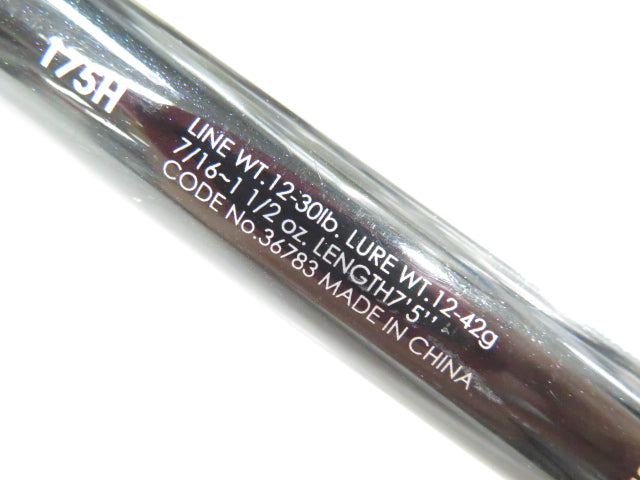 175H
LINE WT.12-30lb. LURE WT.12-42g
7/16~1 1/2 oz. LENGTH7'5''
CODE No.36783 MADE IN CHINA